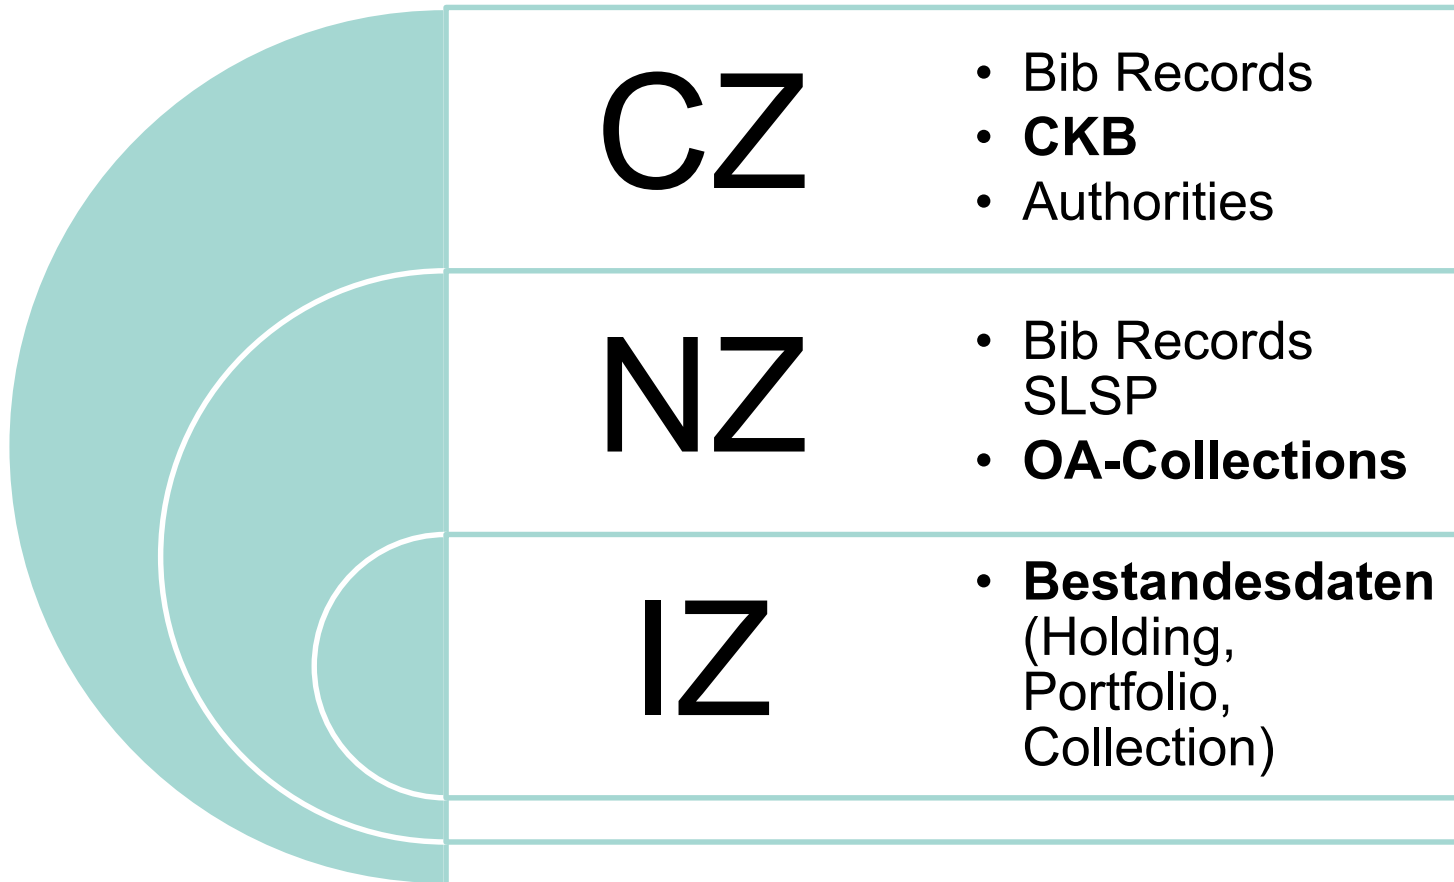 CZ
• Bib Records
• CKB
• Authorities
NZ
• Bib Records
SLSP
• OA-Collections
IZ
• Bestandesdaten
(Holding,
Portfolio,
Collection)